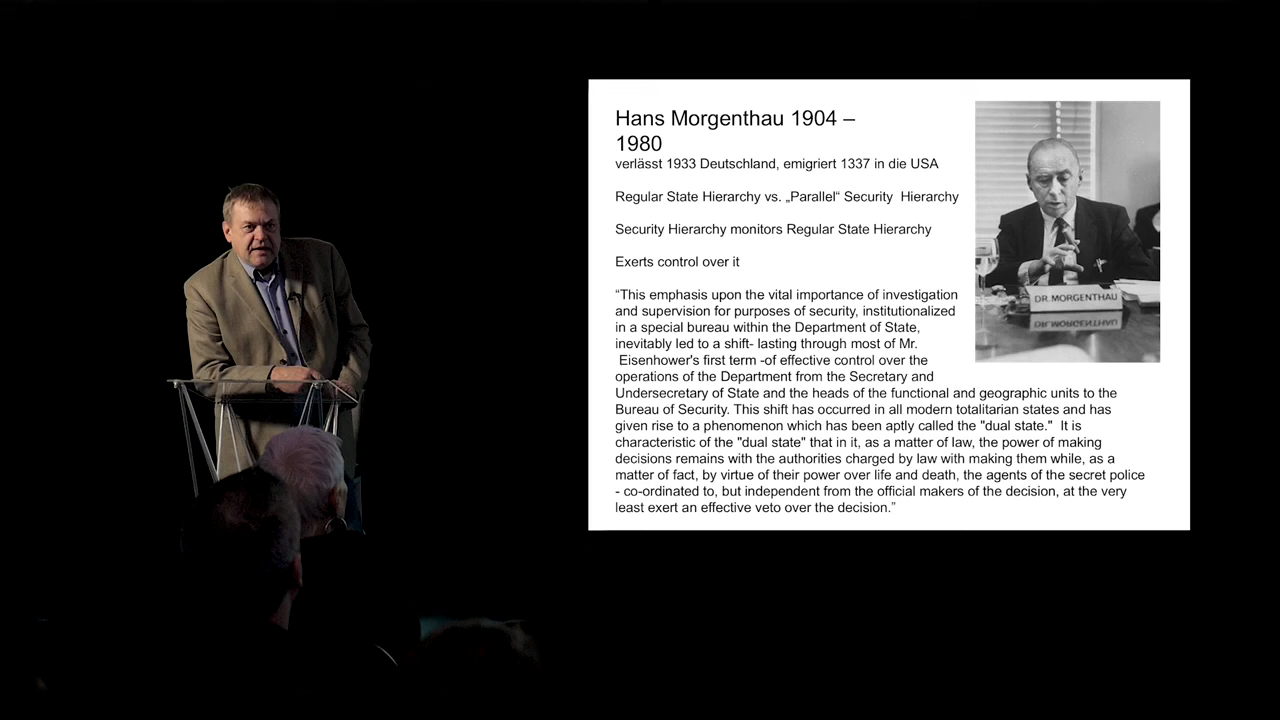 Hans Morgenthau 1904 –
1980
verlässt 1933 Deutschland, emigriert 1337 in die USA
Regular State Hierarchy vs. „Parallel“ Security  Hierarchy
Security Hierarchy monitors Regular State Hierarchy
Exerts control over it
“This emphasis upon the vital importance of investigation
and supervision for purposes of security, institutionalized
in a special bureau within the Department of State,
inevitably led to a shift- lasting through most of Mr.
Eisenhower's first term -of effective control over the
operations of the Department from the Secretary and
Undersecretary of State and the heads of the functional and geographic units to the
Bureau of Security. This shift has occurred in all modern totalitarian states and has
given rise to a phenomenon which has been aptly called the "dual state."  It is
characteristic of the "dual state" that in it, as a matter of law, the power of making
decisions remains with the authorities charged by law with making them while, as a
matter of fact, by virtue of their power over life and death, the agents of the secret police
- co-ordinated to, but independent from the official makers of the decision, at the very
least exert an effective veto over the decision.”
DR. MORGENTHAU